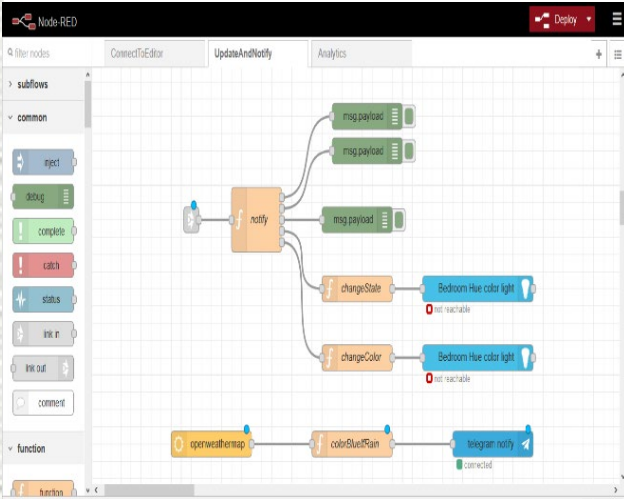 Node-RED
Deploy
filter nodes
ConnectToEditor
UpdateAndNotify
Analytics
subflows
common
inject
debug
complete
catch
status
link in
link out
comment
function
function
msg.payload
msg.payload
notify
msg.payload
changeState
Bedroom Hue color light
not reachable
changeColor
Bedroom Hue color light
not reachable
openweathermap
colorBlueIfRain
telegram notify
connected